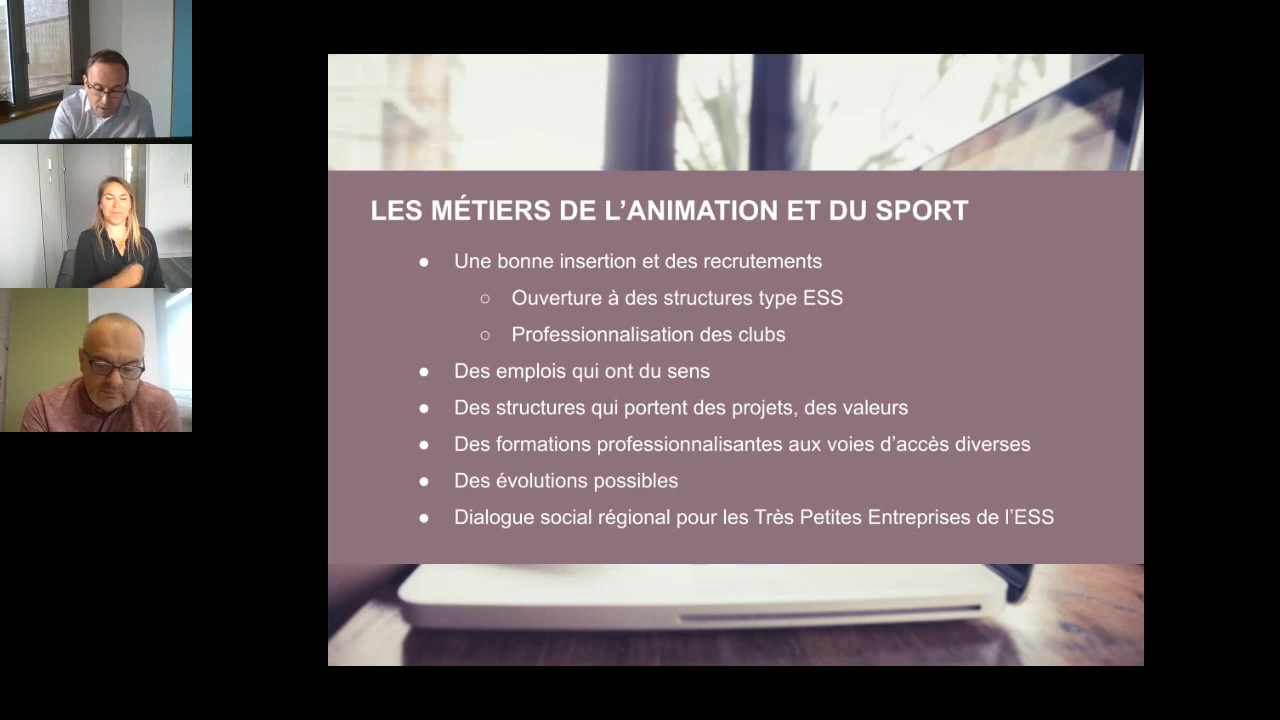 LES MÉTIERS DE L’ANIMATION ET DU SPORT
● Une bonne insertion et des recrutements
○ Ouverture à des structures type ESS
○ Professionnalisation des clubs
● Des emplois qui ont du sens
● Des structures qui portent des projets, des valeurs
● Des formations professionnalisantes aux voies d’accès diverses
● Des évolutions possibles
● Dialogue social régional pour les Très Petites Entreprises de l’ESS